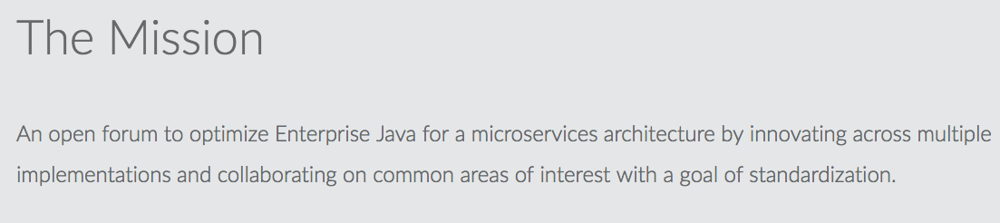 The Mission
An open forum to optimize Enterprise Java for a microservices architecture by innovating across multiple
implementations and collaborating on common areas of interest with a goal of standardization.